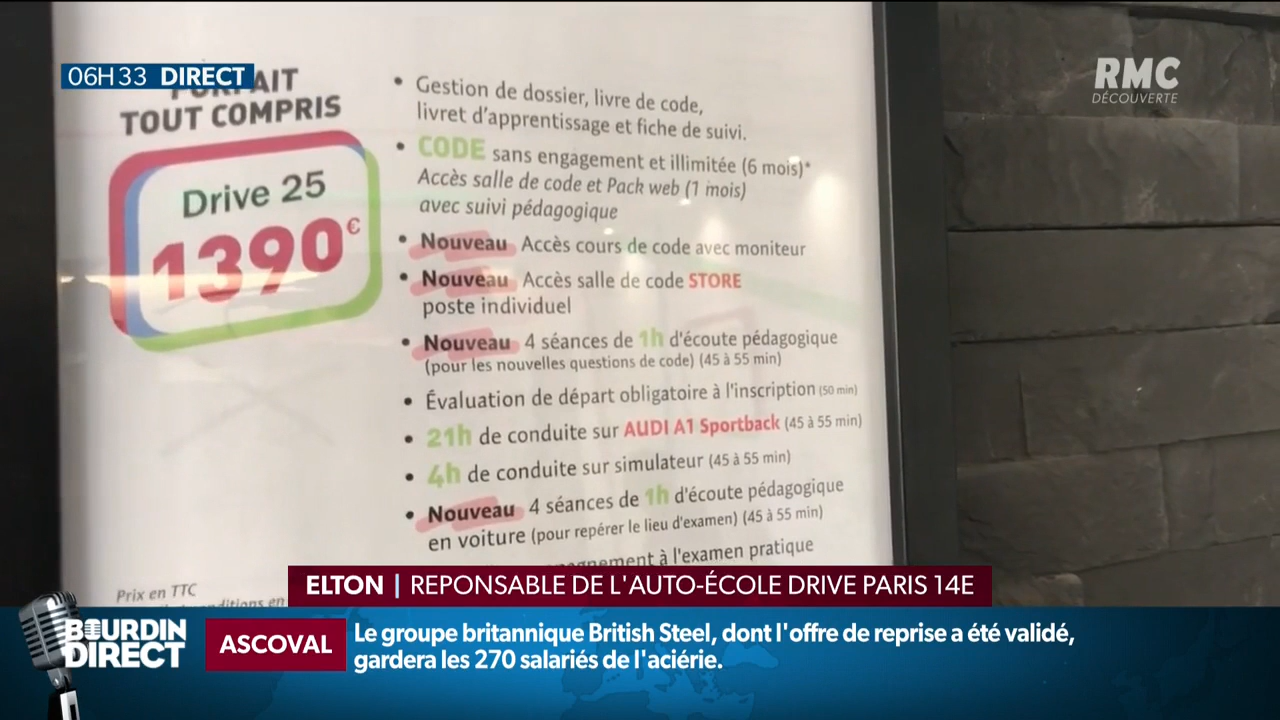 06H33 DIRECT
RMC
DÉCOUVERTE
FORFAIT
TOUT COMPRIS
Drive 25
1390€
• Gestion de dossier, livre de code,
livret d'apprentissage et fiche de suivi.
• CODE sans engagement et illimitée (6 mois)*
Accès salle de code et Pack web (1 mois)
avec suivi pédagogique
• Nouveau Accès cours de code avec moniteur
• Nouveau Accès salle de code STORE
poste individuel
• Nouveau 4 séances de 1h d'écoute pédagogique
(pour les nouvelles questions de code) (45 à 55 min)
• Évaluation de départ obligatoire à l'inscription (50 min)
• 21h de conduite sur AUDI A1 Sportback (45 à 55 min)
• 4h de conduite sur simulateur (45 à 55 min)
• Nouveau 4 séances de 1h d'écoute pédagogique
en voiture (pour repérer le lieu d'examen) (45 à 55 min)
à l'examen pratique
Prix en TTC
en
ELTON | REPONSABLE DE L'AUTO-ÉCOLE DRIVE PARIS 14E
BOURDIN
DIRECT
ASCOVAL
Le groupe britannique British Steel, dont l'offre de reprise a été validé,
gardera les 270 salariés de l'aciérie.